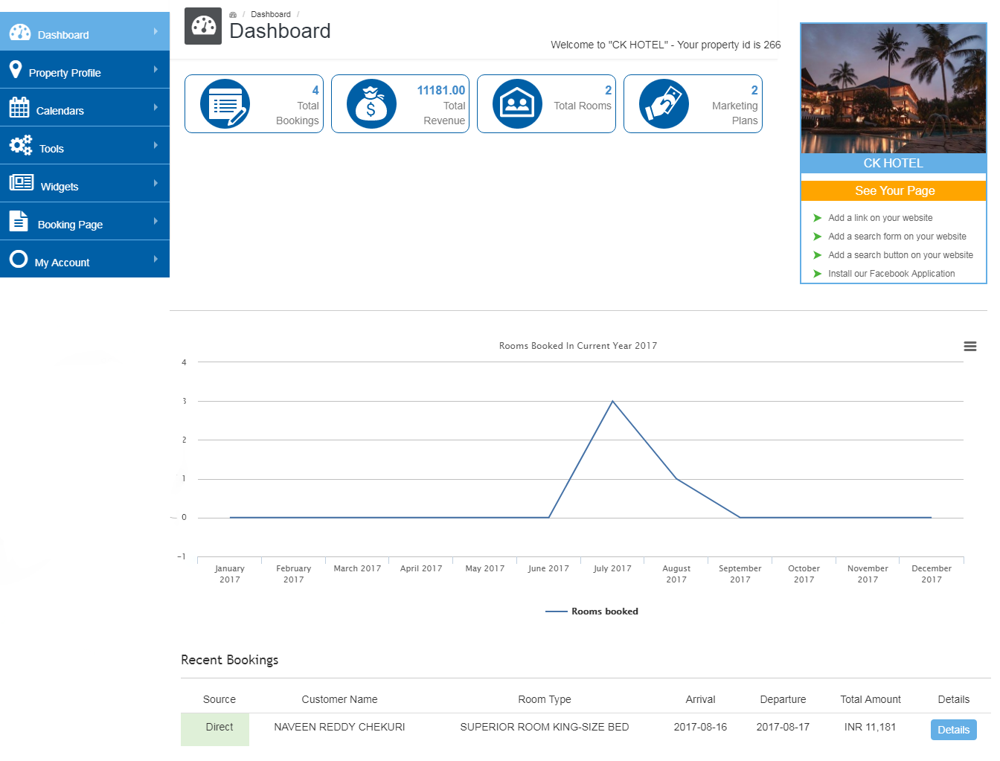 Dashboard
Property Profile
Calendars
Tools
Widgets
Booking Page
My Account
/ Dashboard /
Dashboard
Welcome to "CK HOTEL" - Your property id is 266
4
Total
Bookings
11181.00
Total
Revenue
2
Total Rooms
2
Marketing
Plans
CK HOTEL
See Your Page
Add a link on your website
Add a search form on your website
Add a search button on your website
Install our Facebook Application
Rooms Booked In Current Year 2017
4
3
2
1
0
-1
January 2017
February 2017
March 2017
April 2017
May 2017
June 2017
July 2017
August 2017
September 2017
October 2017
November 2017
December 2017
Rooms booked
Recent Bookings
Source Customer Name Room Type Arrival Departure Total Amount Details
Direct NAVEEN REDDY CHEKURI SUPERIOR ROOM KING-SIZE BED 2017-08-16 2017-08-17 INR 11,181 Details